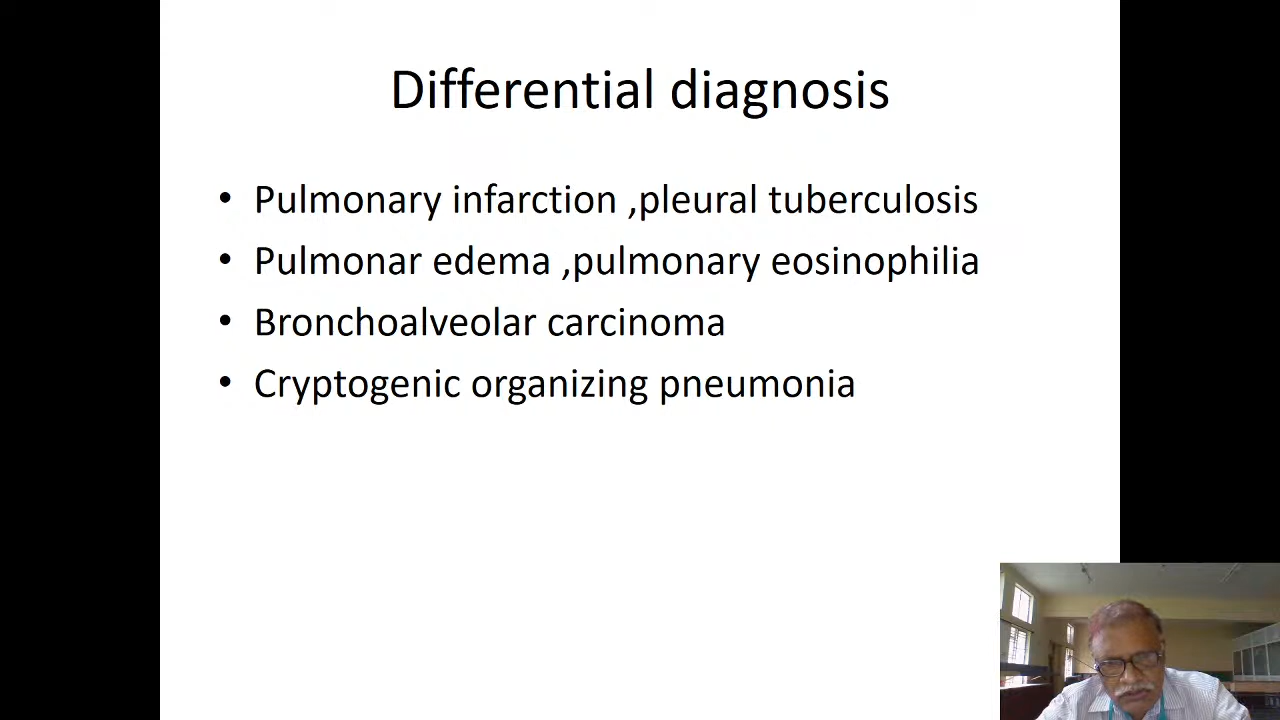 Differential diagnosis
• Pulmonary infarction ,pleural tuberculosis
• Pulmonar edema ,pulmonary eosinophilia
• Bronchoalveolar carcinoma
• Cryptogenic organizing pneumonia